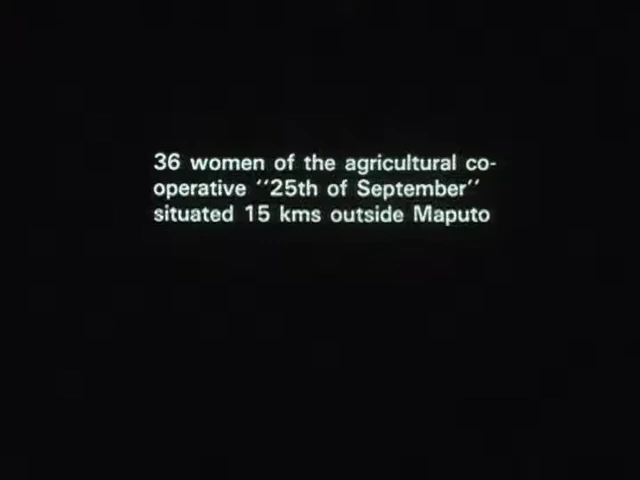 36 women of the agricultural co-
operative ''25th of September''
situated 15 kms outside Maputo